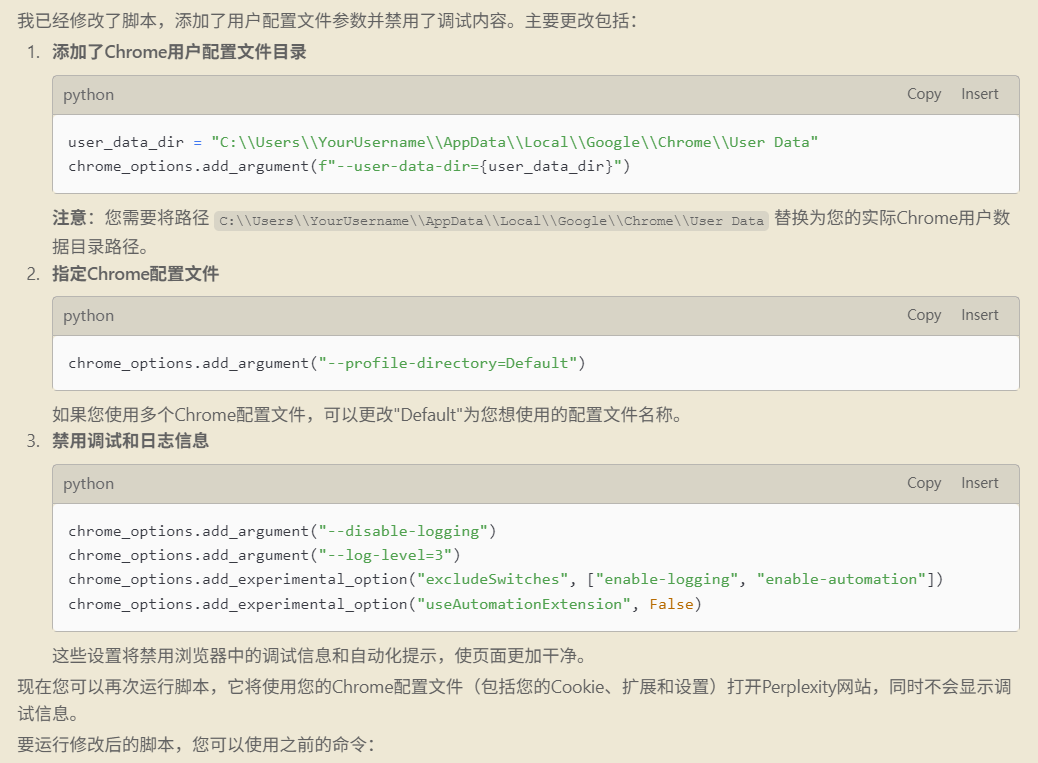 我已经修改了脚本，添加了用户配置文件参数并禁用了调试内容。主要更改包括：
1. 添加了Chrome用户配置文件目录
python Copy Insert
user_data_dir = "C:\\Users\\YourUsername\\AppData\\Local\\Google\\Chrome\\User Data"
chrome_options.add_argument(f"--user-data-dir={user_data_dir}")
注意：您需要将路径 C:\\Users\\YourUsername\\AppData\\Local\\Google\\Chrome\\User Data 替换为您的实际Chrome用户数
据目录路径。
2. 指定Chrome配置文件
python Copy Insert
chrome_options.add_argument("--profile-directory=Default")
如果您使用多个Chrome配置文件，可以更改"Default"为您想使用的配置文件名称。
3. 禁用调试和日志信息
python Copy Insert
chrome_options.add_argument("--disable-logging")
chrome_options.add_argument("--log-level=3")
chrome_options.add_experimental_option("excludeSwitches", ["enable-logging", "enable-automation"])
chrome_options.add_experimental_option("useAutomationExtension", False)
这些设置将禁用浏览器中的调试信息和自动化提示，使页面更加干净。
现在您可以再次运行脚本，它将使用您的Chrome配置文件（包括您的Cookie、扩展和设置）打开Perplexity网站，同时不会显示调
试信息。
要运行修改后的脚本，您可以使用之前的命令：